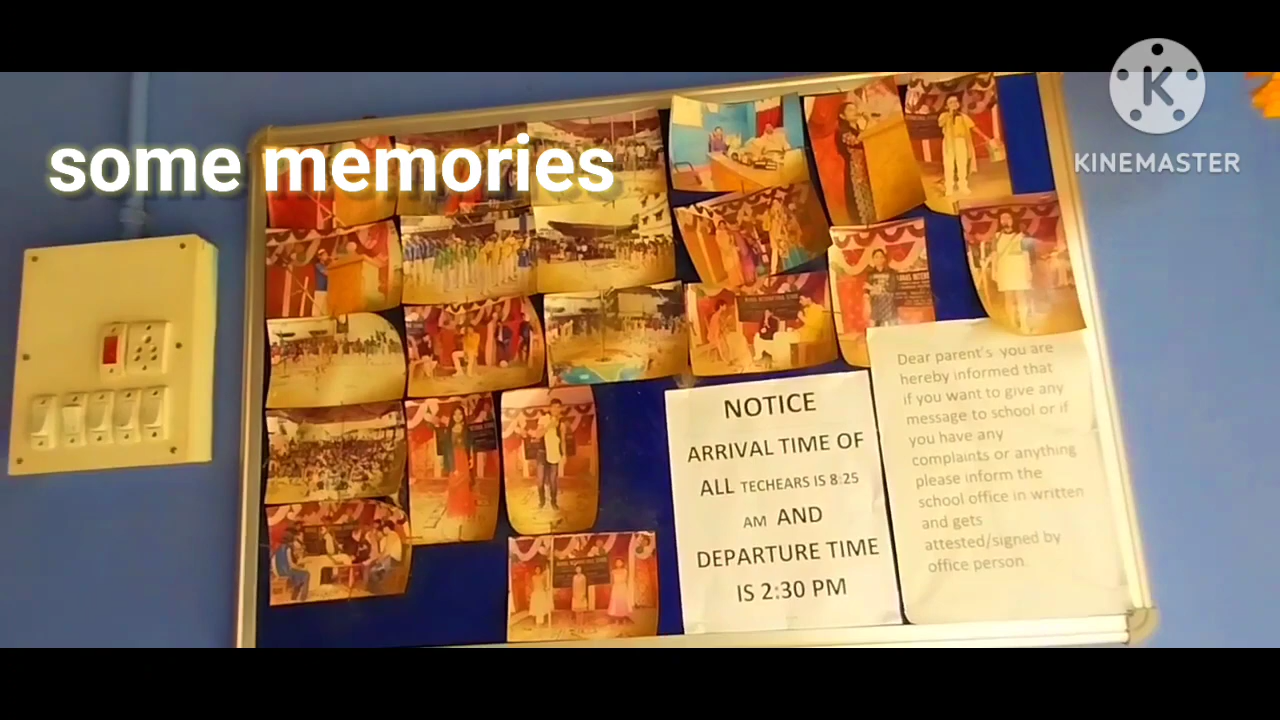 some memories
KINEMASTER
NOTICE
ARRIVAL TIME OF
ALL TECHEARS IS 8:25
AM AND
DEPARTURE TIME
IS 2:30 PM
Dear parent's you are
hereby informed that
if you want to give any
message to school or if
you have any
complaints or anything
please inform the
school office in written
and gets
attested/signed by
office person.